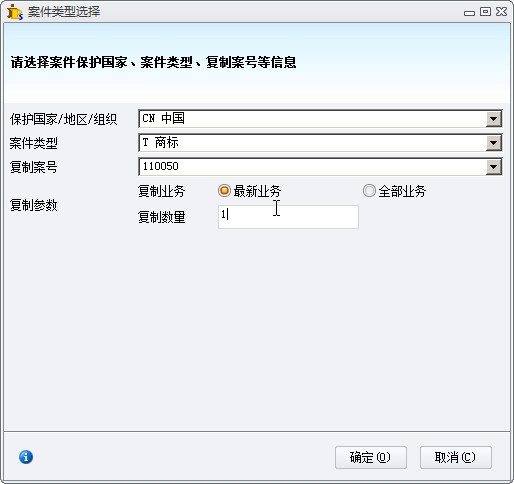 案件类型选择
请选择案件保护国家、案件类型、复制案号等信息
保护国家/地区/组织 CN 中国
案件类型 T 商标
复制案号 110050
复制参数
复制业务 最新业务 全部业务
复制数量 1
确定(O) 取消(C)